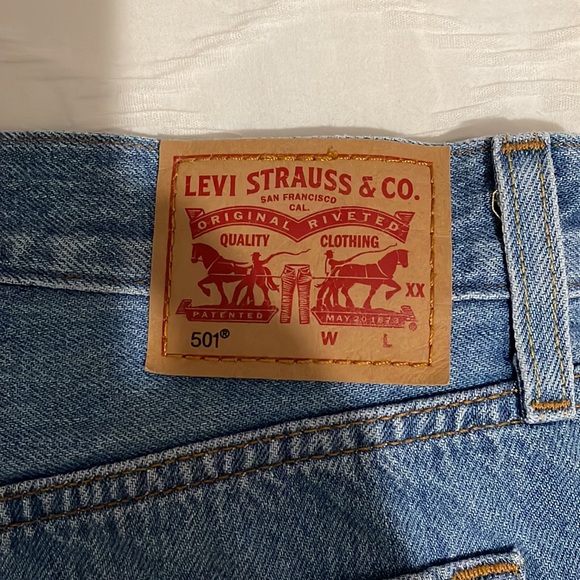 LEVI STRAUSS & CO.
SAN FRANCISCO
CAL.
ORIGINAL RIVETED
QUALITY CLOTHING
XX
PATENTED MAY 20 1873
501® W L